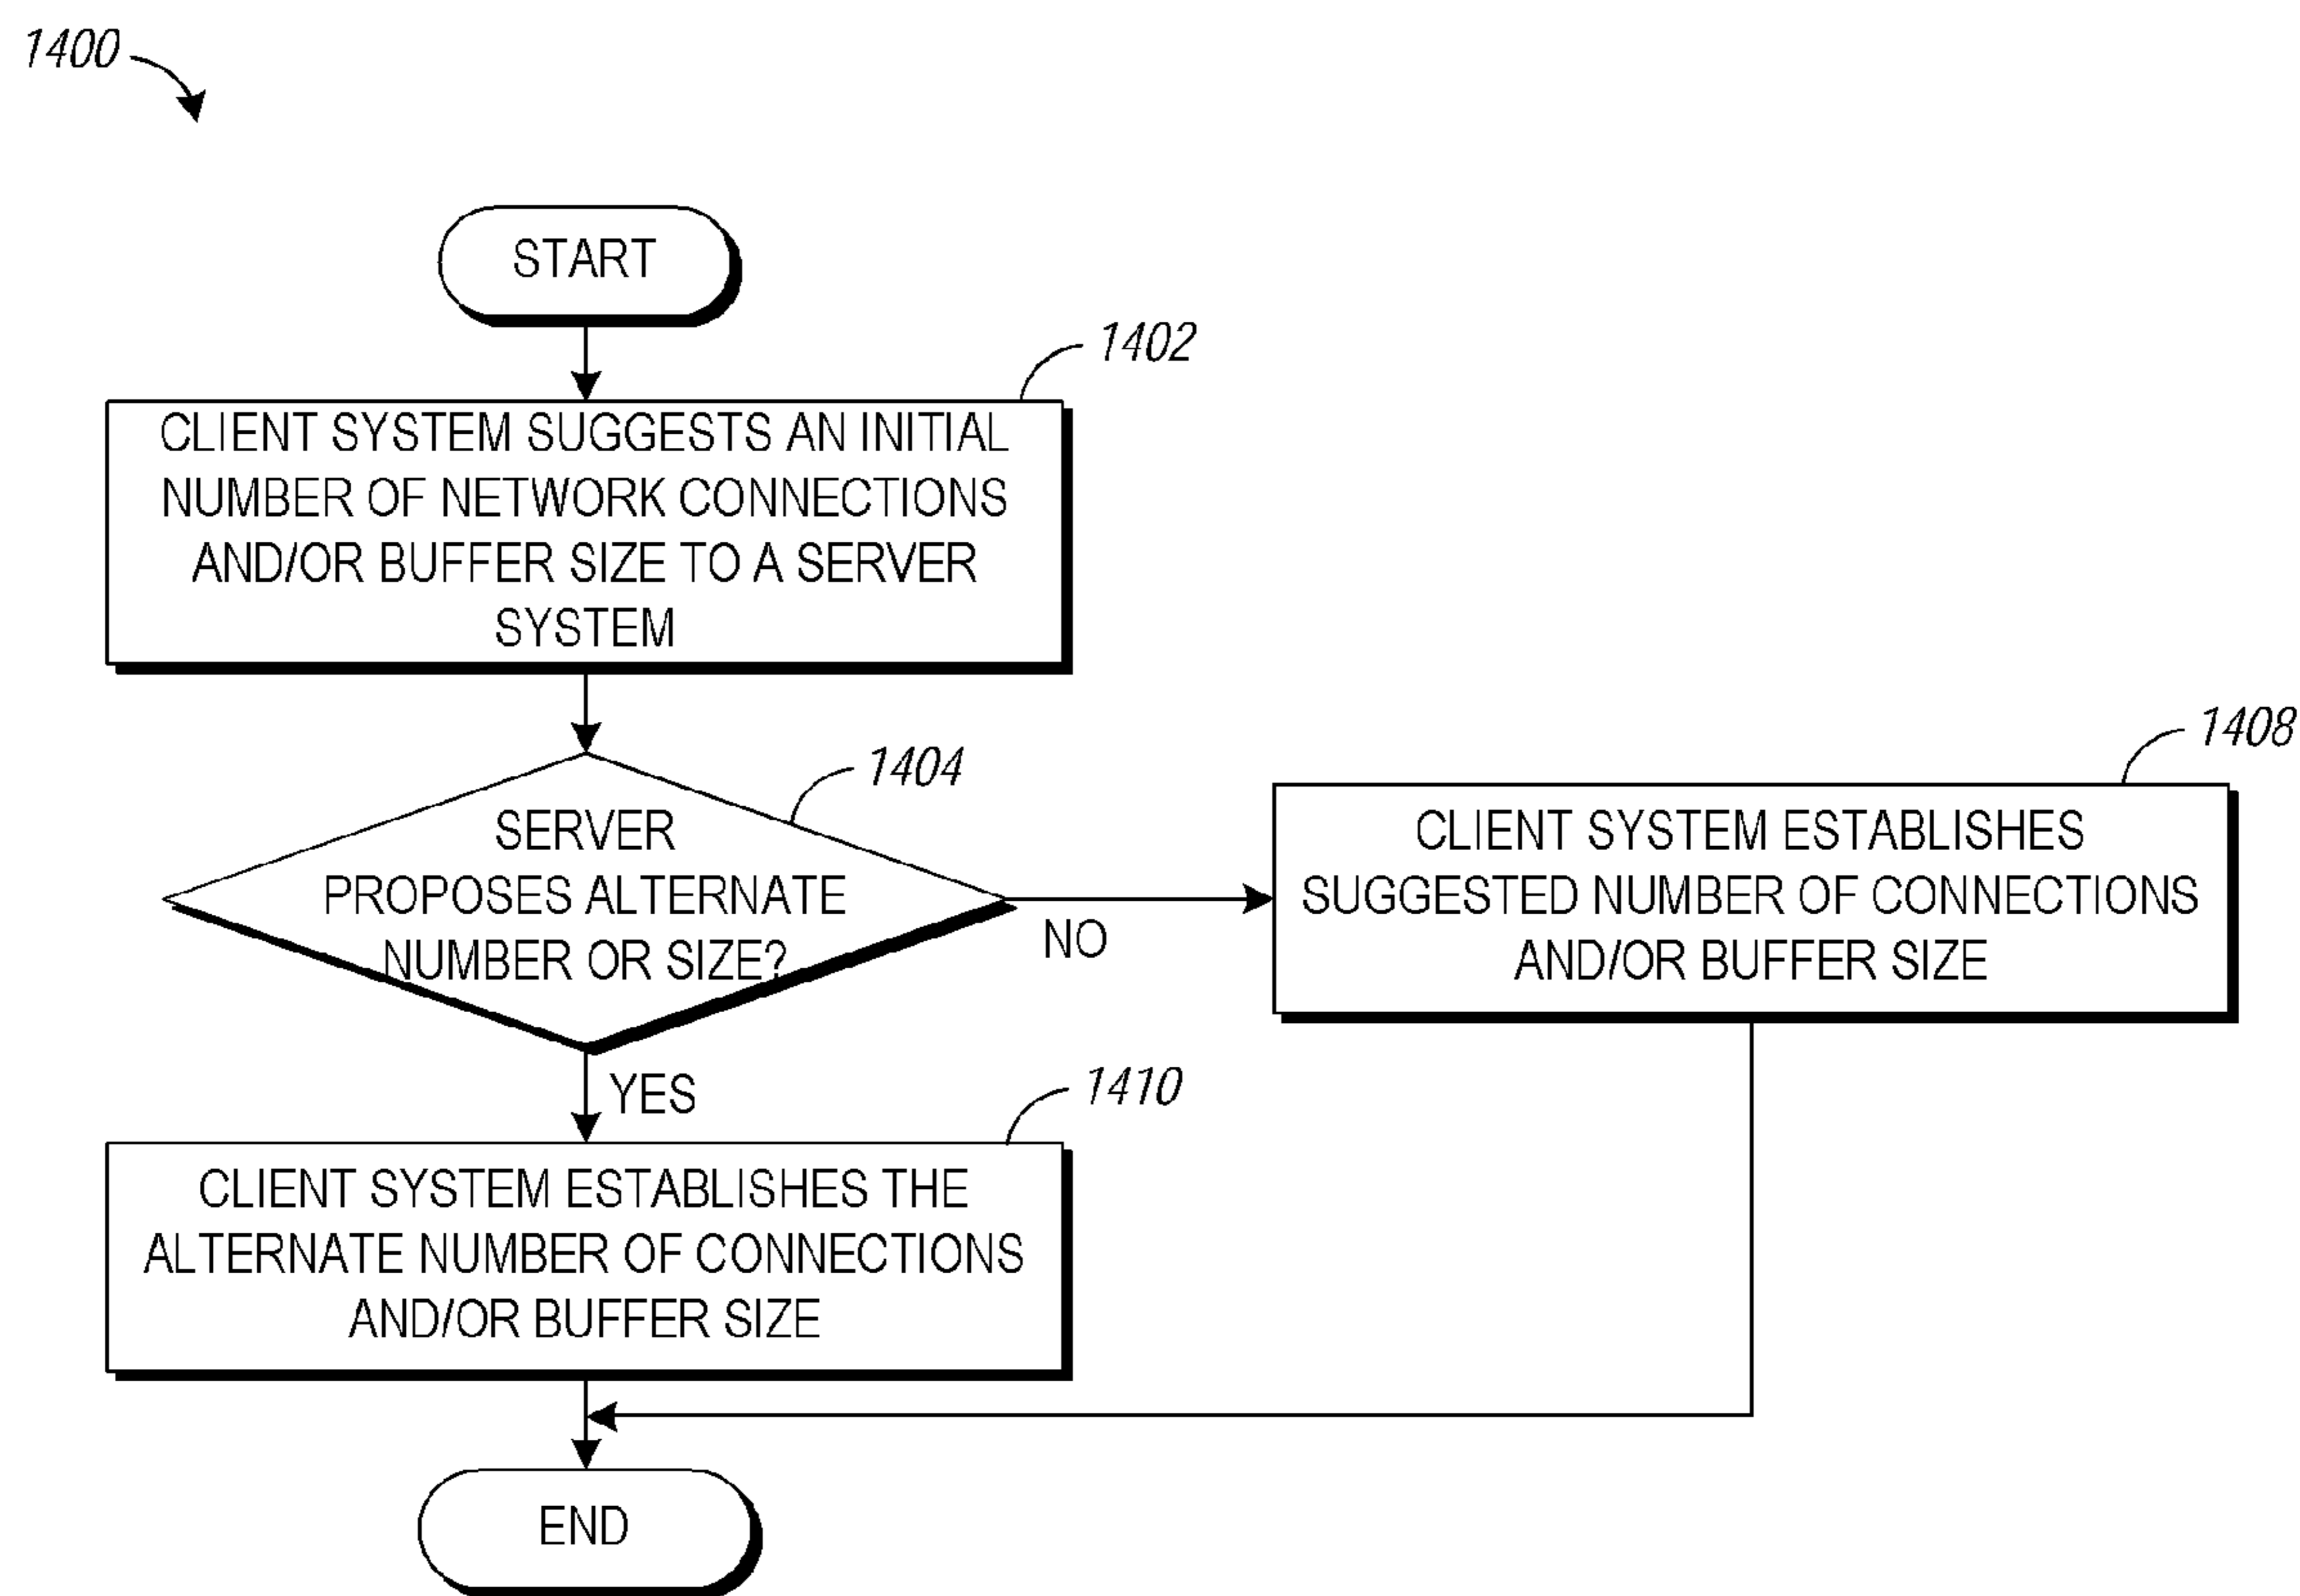 1400
START
1402
CLIENT SYSTEM SUGGESTS AN INITIAL
NUMBER OF NETWORK CONNECTIONS
AND/OR BUFFER SIZE TO A SERVER
SYSTEM
1404
SERVER
PROPOSES ALTERNATE
NUMBER OR SIZE?
NO
1408
CLIENT SYSTEM ESTABLISHES
SUGGESTED NUMBER OF CONNECTIONS
AND/OR BUFFER SIZE
YES
1410
CLIENT SYSTEM ESTABLISHES THE
ALTERNATE NUMBER OF CONNECTIONS
AND/OR BUFFER SIZE
END